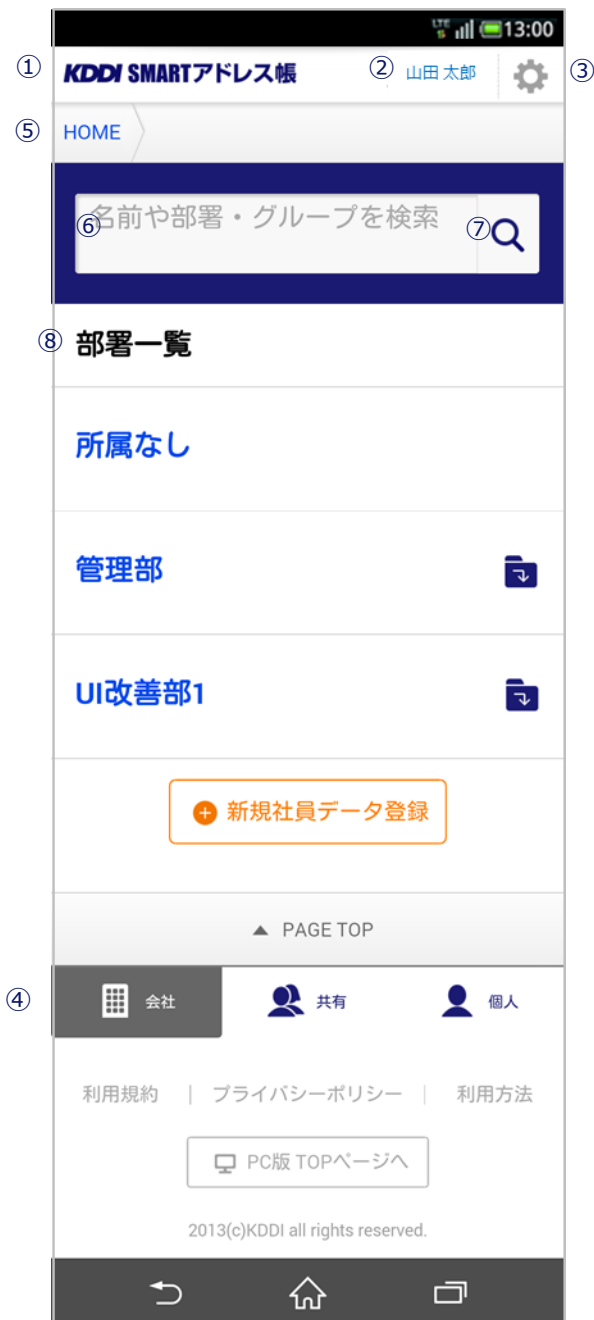 LTE 13:00
① KDDI SMARTアドレス帳 ② 山田 太郎 ③
⑤ HOME
⑥ 名前や部署・グループを検索 ⑦
⑧ 部署一覧
所属なし
管理部
UI改善部1
新規社員データ登録
▲ PAGE TOP
④ 会社 共有 個人
利用規約 | プライバシーポリシー | 利用方法
PC版 TOPページへ
2013(c)KDDI all rights reserved.